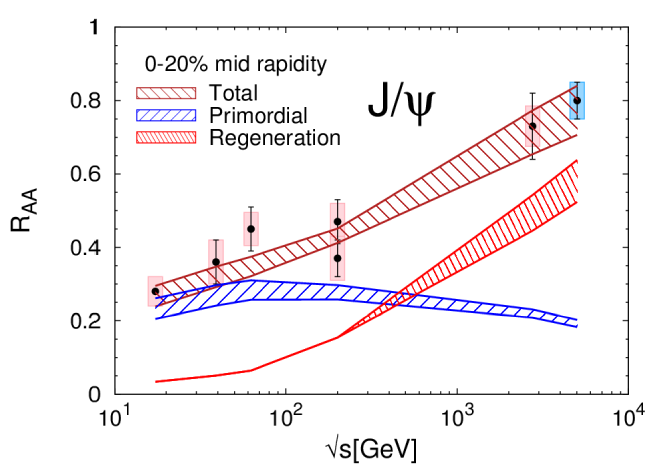 1
0.8
0.6
0.4
0.2
0
R_AA
0-20% mid rapidity
Total
Primordial
Regeneration
J/ψ
10^1
10^2
10^3
10^4
√s[GeV]